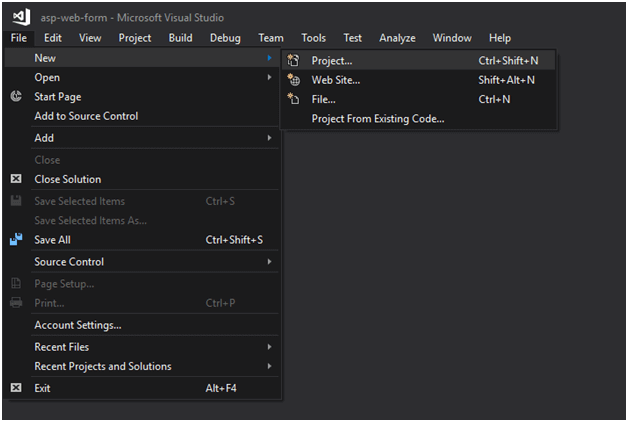 asp-web-form - Microsoft Visual Studio
File Edit View Project Build Debug Team Tools Test Analyze Window Help
New
Project... Ctrl+Shift+N
Open
Web Site... Shift+Alt+N
Start Page
File... Ctrl+N
Add to Source Control
Project From Existing Code...
Add
Close
Close Solution
Save Selected Items Ctrl+S
Save Selected Items As...
Save All Ctrl+Shift+S
Source Control
Page Setup...
Print... Ctrl+P
Account Settings...
Recent Files
Recent Projects and Solutions
Exit Alt+F4